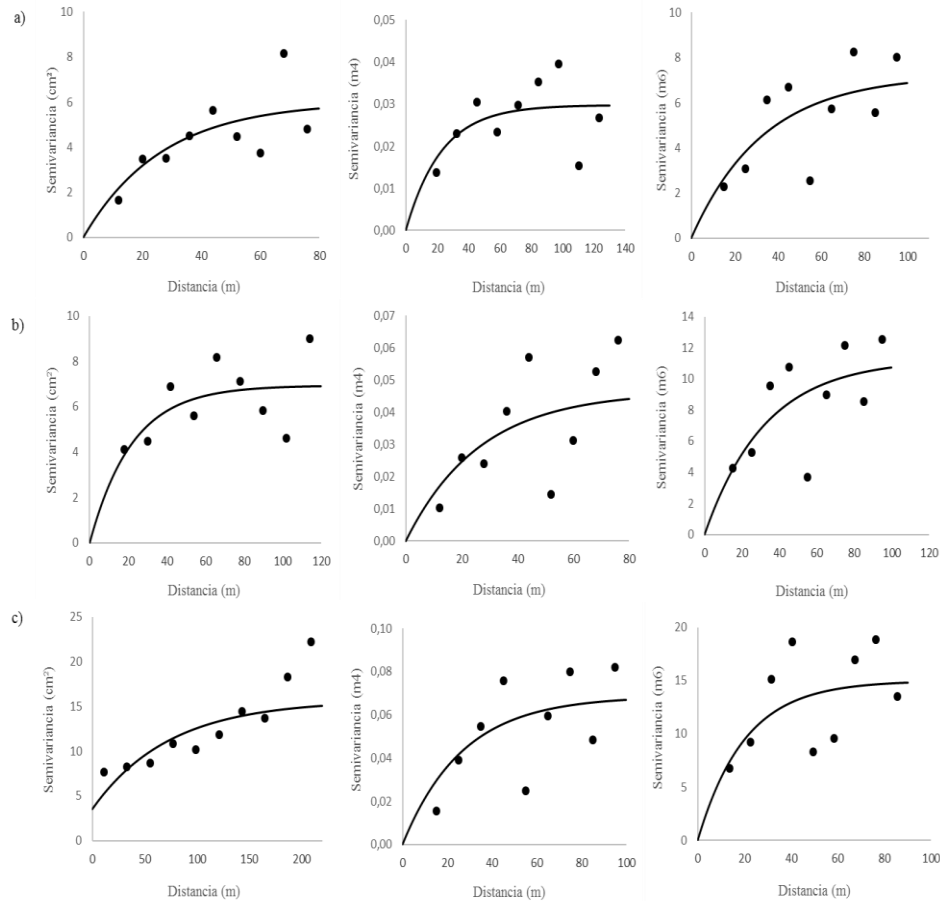 a)
Semivariancia (cm²)
10
8
6
4
2
0
0 20 40 60 80
Distancia (m)
Semivariancia (m4)
0,05
0,04
0,03
0,02
0,01
0,00
0 20 40 60 80 100 120 140
Distancia (m)
Semivariancia (m6)
10
8
6
4
2
0
0 20 40 60 80 100
Distancia (m)
b)
Semivariancia (cm²)
10
8
6
4
2
0
0 20 40 60 80 100 120
Distancia (m)
Semivariancia (m4)
0,07
0,06
0,05
0,04
0,03
0,02
0,01
0,00
0 20 40 60 80
Distancia (m)
Semivariancia (m6)
14
12
10
8
6
4
2
0
0 20 40 60 80 100 120
Distancia (m)
c)
Semivariancia (cm²)
25
20
15
10
5
0
0 50 100 150 200
Distancia (m)
Semivariancia (m4)
0,10
0,08
0,06
0,04
0,02
0,00
0 20 40 60 80 100
Distancia (m)
Semivariancia (m6)
20
15
10
5
0
0 20 40 60 80 100
Distancia (m)